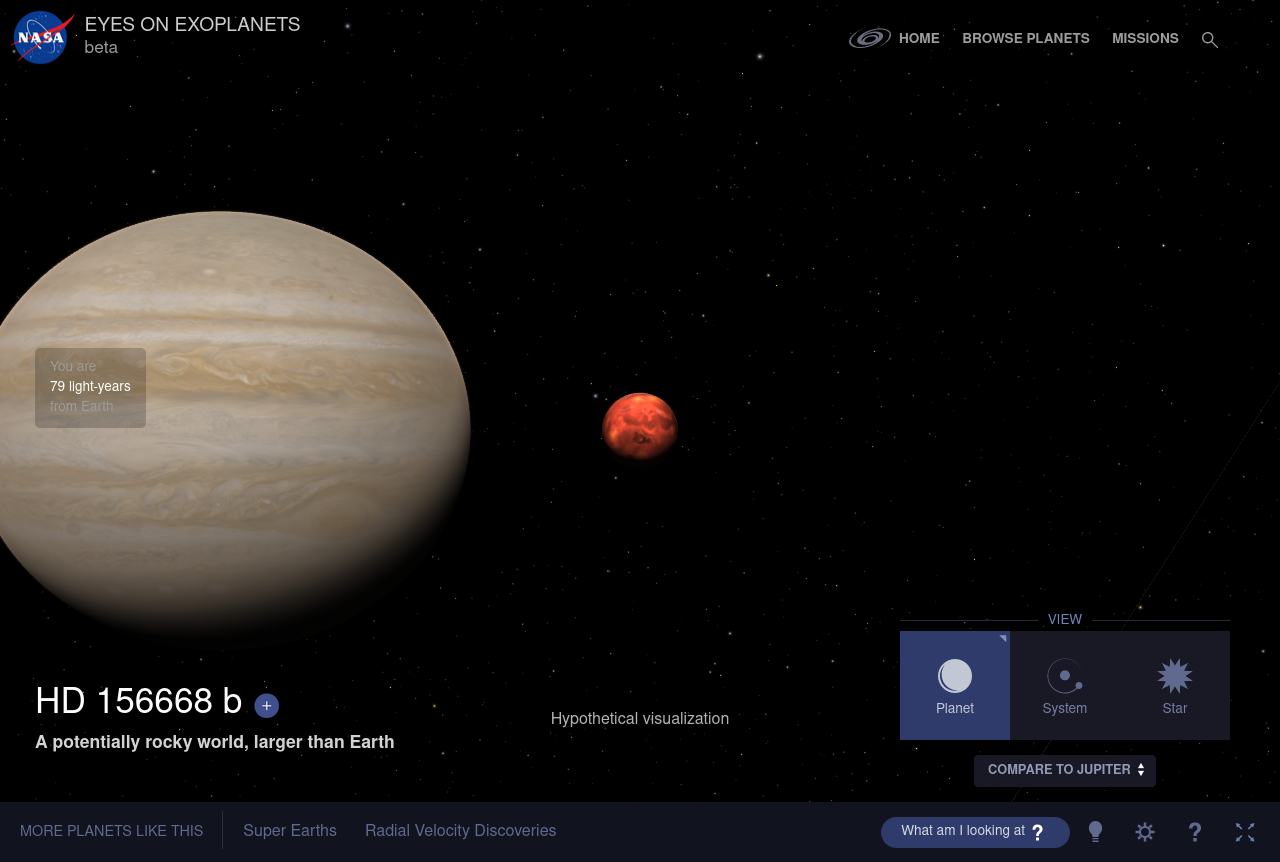 NASA
EYES ON EXOPLANETS
beta
HOME
BROWSE PLANETS
MISSIONS
You are
79 light-years
from Earth
HD 156668 b +
A potentially rocky world, larger than Earth
Hypothetical visualization
VIEW
Planet
System
Star
COMPARE TO JUPITER
MORE PLANETS LIKE THIS
Super Earths
Radial Velocity Discoveries
What am I looking at ?
?